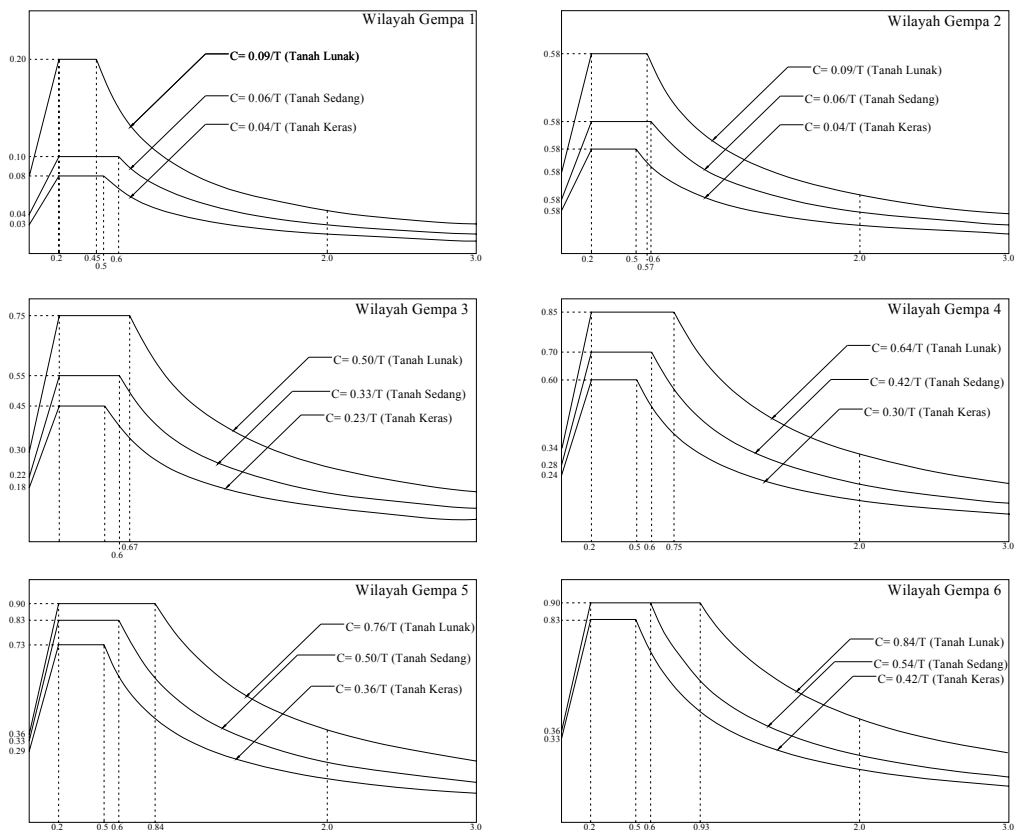 Wilayah Gempa 1
0.20
0.10
0.08
0.04
0.03
C= 0.09/T (Tanah Lunak)
C= 0.06/T (Tanah Sedang)
C= 0.04/T (Tanah Keras)
0.2
0.45
0.5
0.6
2.0
3.0
Wilayah Gempa 2
0.58
0.58
0.58
0.58
0.58
0.58
C= 0.09/T (Tanah Lunak)
C= 0.06/T (Tanah Sedang)
C= 0.04/T (Tanah Keras)
0.2
0.5
0.57
0.6
2.0
3.0
Wilayah Gempa 3
0.75
0.55
0.45
0.30
0.22
0.18
C= 0.50/T (Tanah Lunak)
C= 0.33/T (Tanah Sedang)
C= 0.23/T (Tanah Keras)
0.6
0.67
Wilayah Gempa 4
0.85
0.70
0.60
0.34
0.28
0.24
C= 0.64/T (Tanah Lunak)
C= 0.42/T (Tanah Sedang)
C= 0.30/T (Tanah Keras)
0.2
0.5
0.6
0.75
2.0
3.0
Wilayah Gempa 5
0.90
0.83
0.73
0.36
0.33
0.29
C= 0.76/T (Tanah Lunak)
C= 0.50/T (Tanah Sedang)
C= 0.36/T (Tanah Keras)
0.2
0.5
0.6
0.84
2.0
3.0
Wilayah Gempa 6
0.90
0.83
0.36
0.33
C= 0.84/T (Tanah Lunak)
C= 0.54/T (Tanah Sedang)
C= 0.42/T (Tanah Keras)
0.2
0.5
0.6
0.93
2.0
3.0